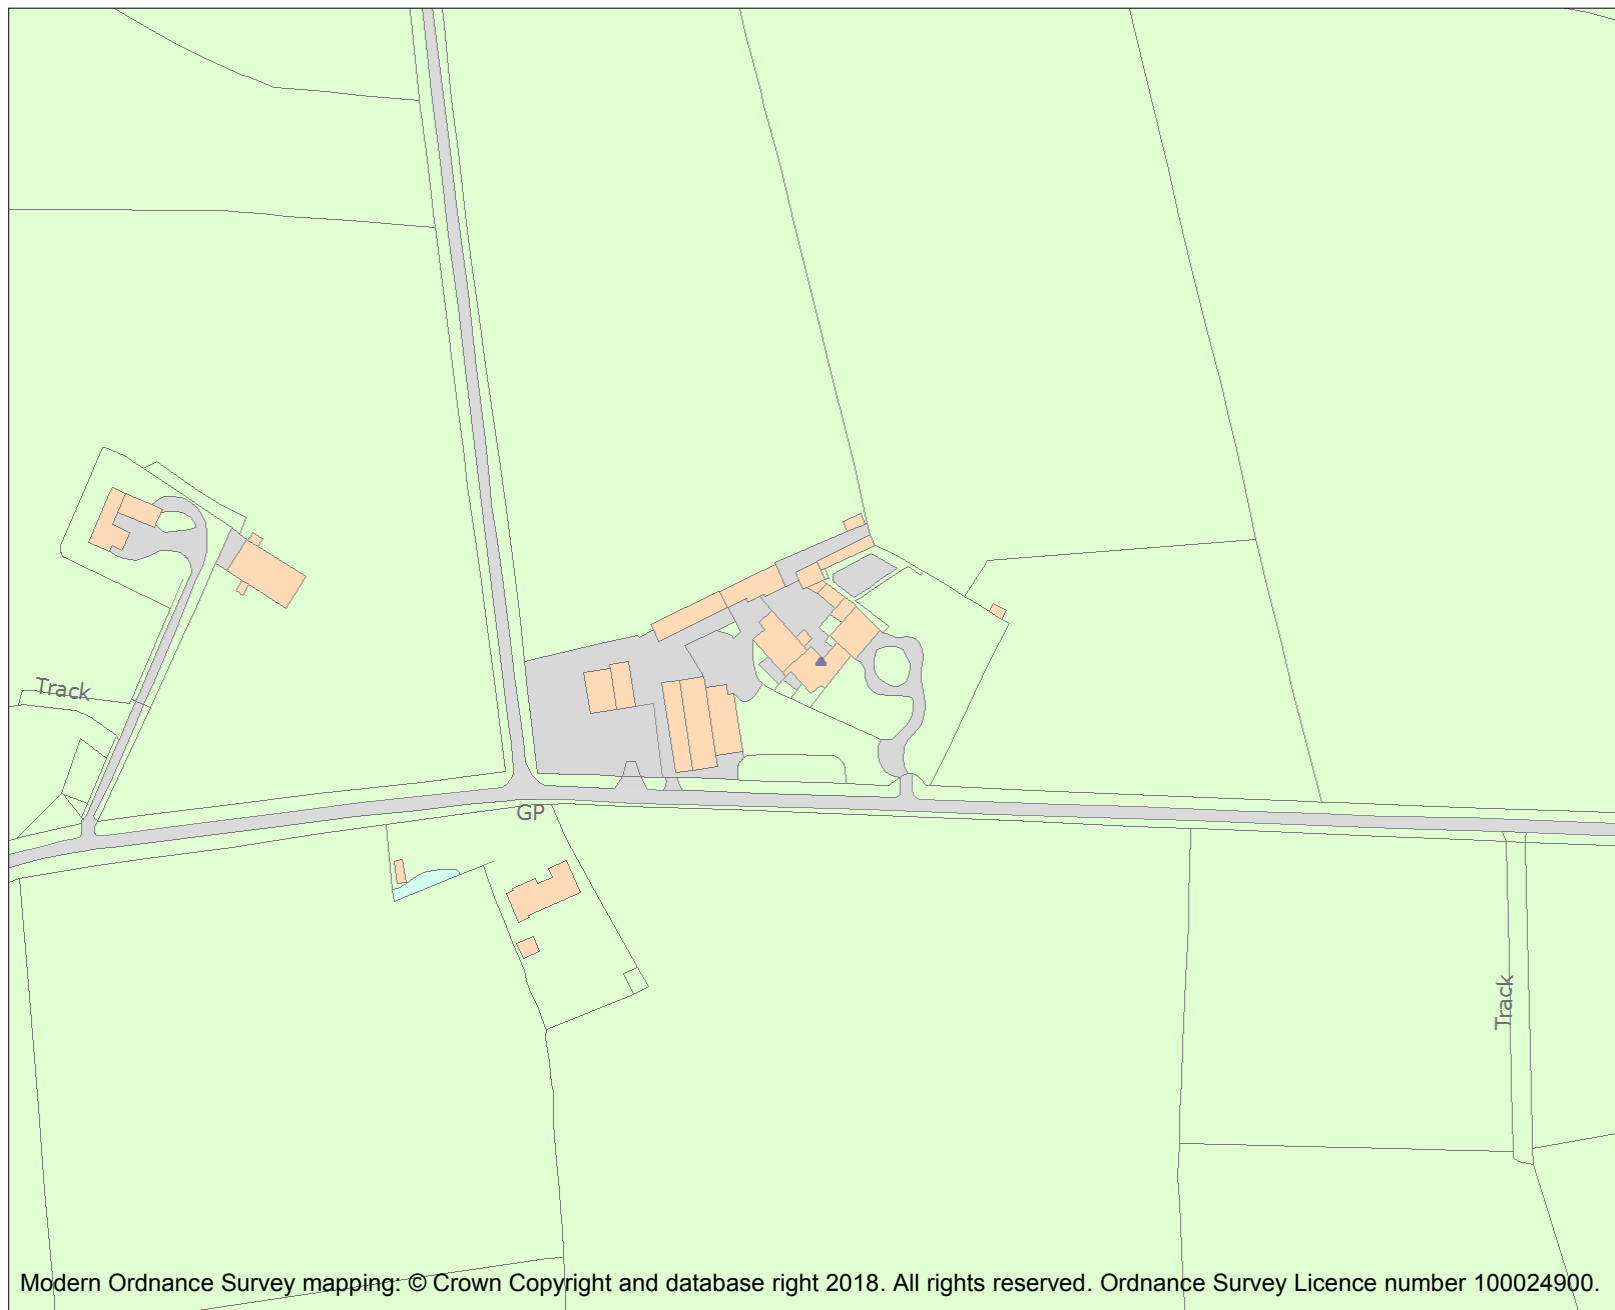 Track
GP
Track
Modern Ordnance Survey mapping: © Crown Copyright and database right 2018. All rights reserved. Ordnance Survey Licence number 100024900.